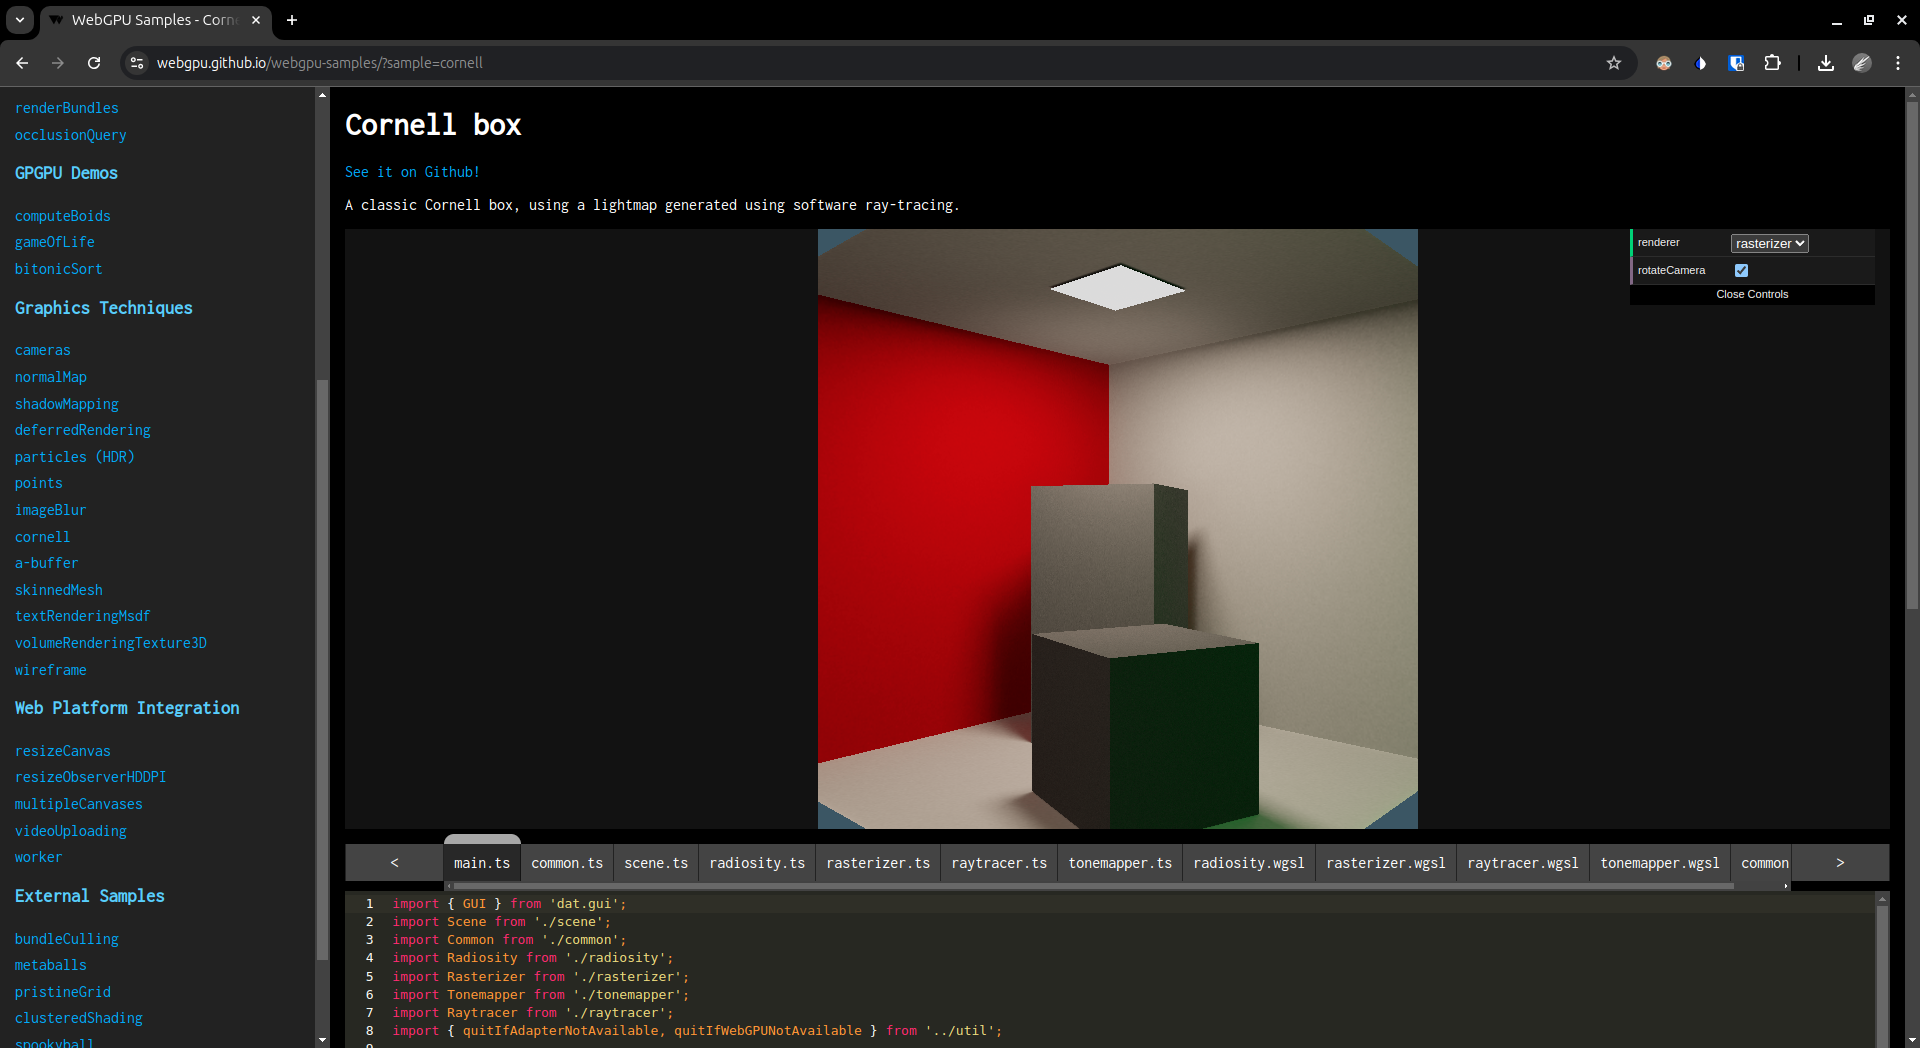 WebGPU Samples - Corne
webgpu.github.io/webgpu-samples/?sample=cornell
renderBundles
occlusionQuery
GPGPU Demos
computeBoids
gameOfLife
bitonicSort
Graphics Techniques
cameras
normalMap
shadowMapping
deferredRendering
particles (HDR)
points
imageBlur
cornell
a-buffer
skinnedMesh
textRenderingMsdf
volumeRenderingTexture3D
wireframe
Web Platform Integration
resizeCanvas
resizeObserverHDDPI
multipleCanvases
videoUploading
worker
External Samples
bundleCulling
metaballs
pristineGrid
clusteredShading
spookyball
Cornell box
See it on Github!
A classic Cornell box, using a lightmap generated using software ray-tracing.
renderer rasterizer
rotateCamera
Close Controls
< main.ts common.ts scene.ts radiosity.ts rasterizer.ts raytracer.ts tonemapper.ts radiosity.wgsl rasterizer.wgsl raytracer.wgsl tonemapper.wgsl common >
1 import { GUI } from 'dat.gui';
2 import Scene from './scene';
3 import Common from './common';
4 import Radiosity from './radiosity';
5 import Rasterizer from './rasterizer';
6 import Tonemapper from './tonemapper';
7 import Raytracer from './raytracer';
8 import { quitIfAdapterNotAvailable, quitIfWebGPUNotAvailable } from '../util';
9